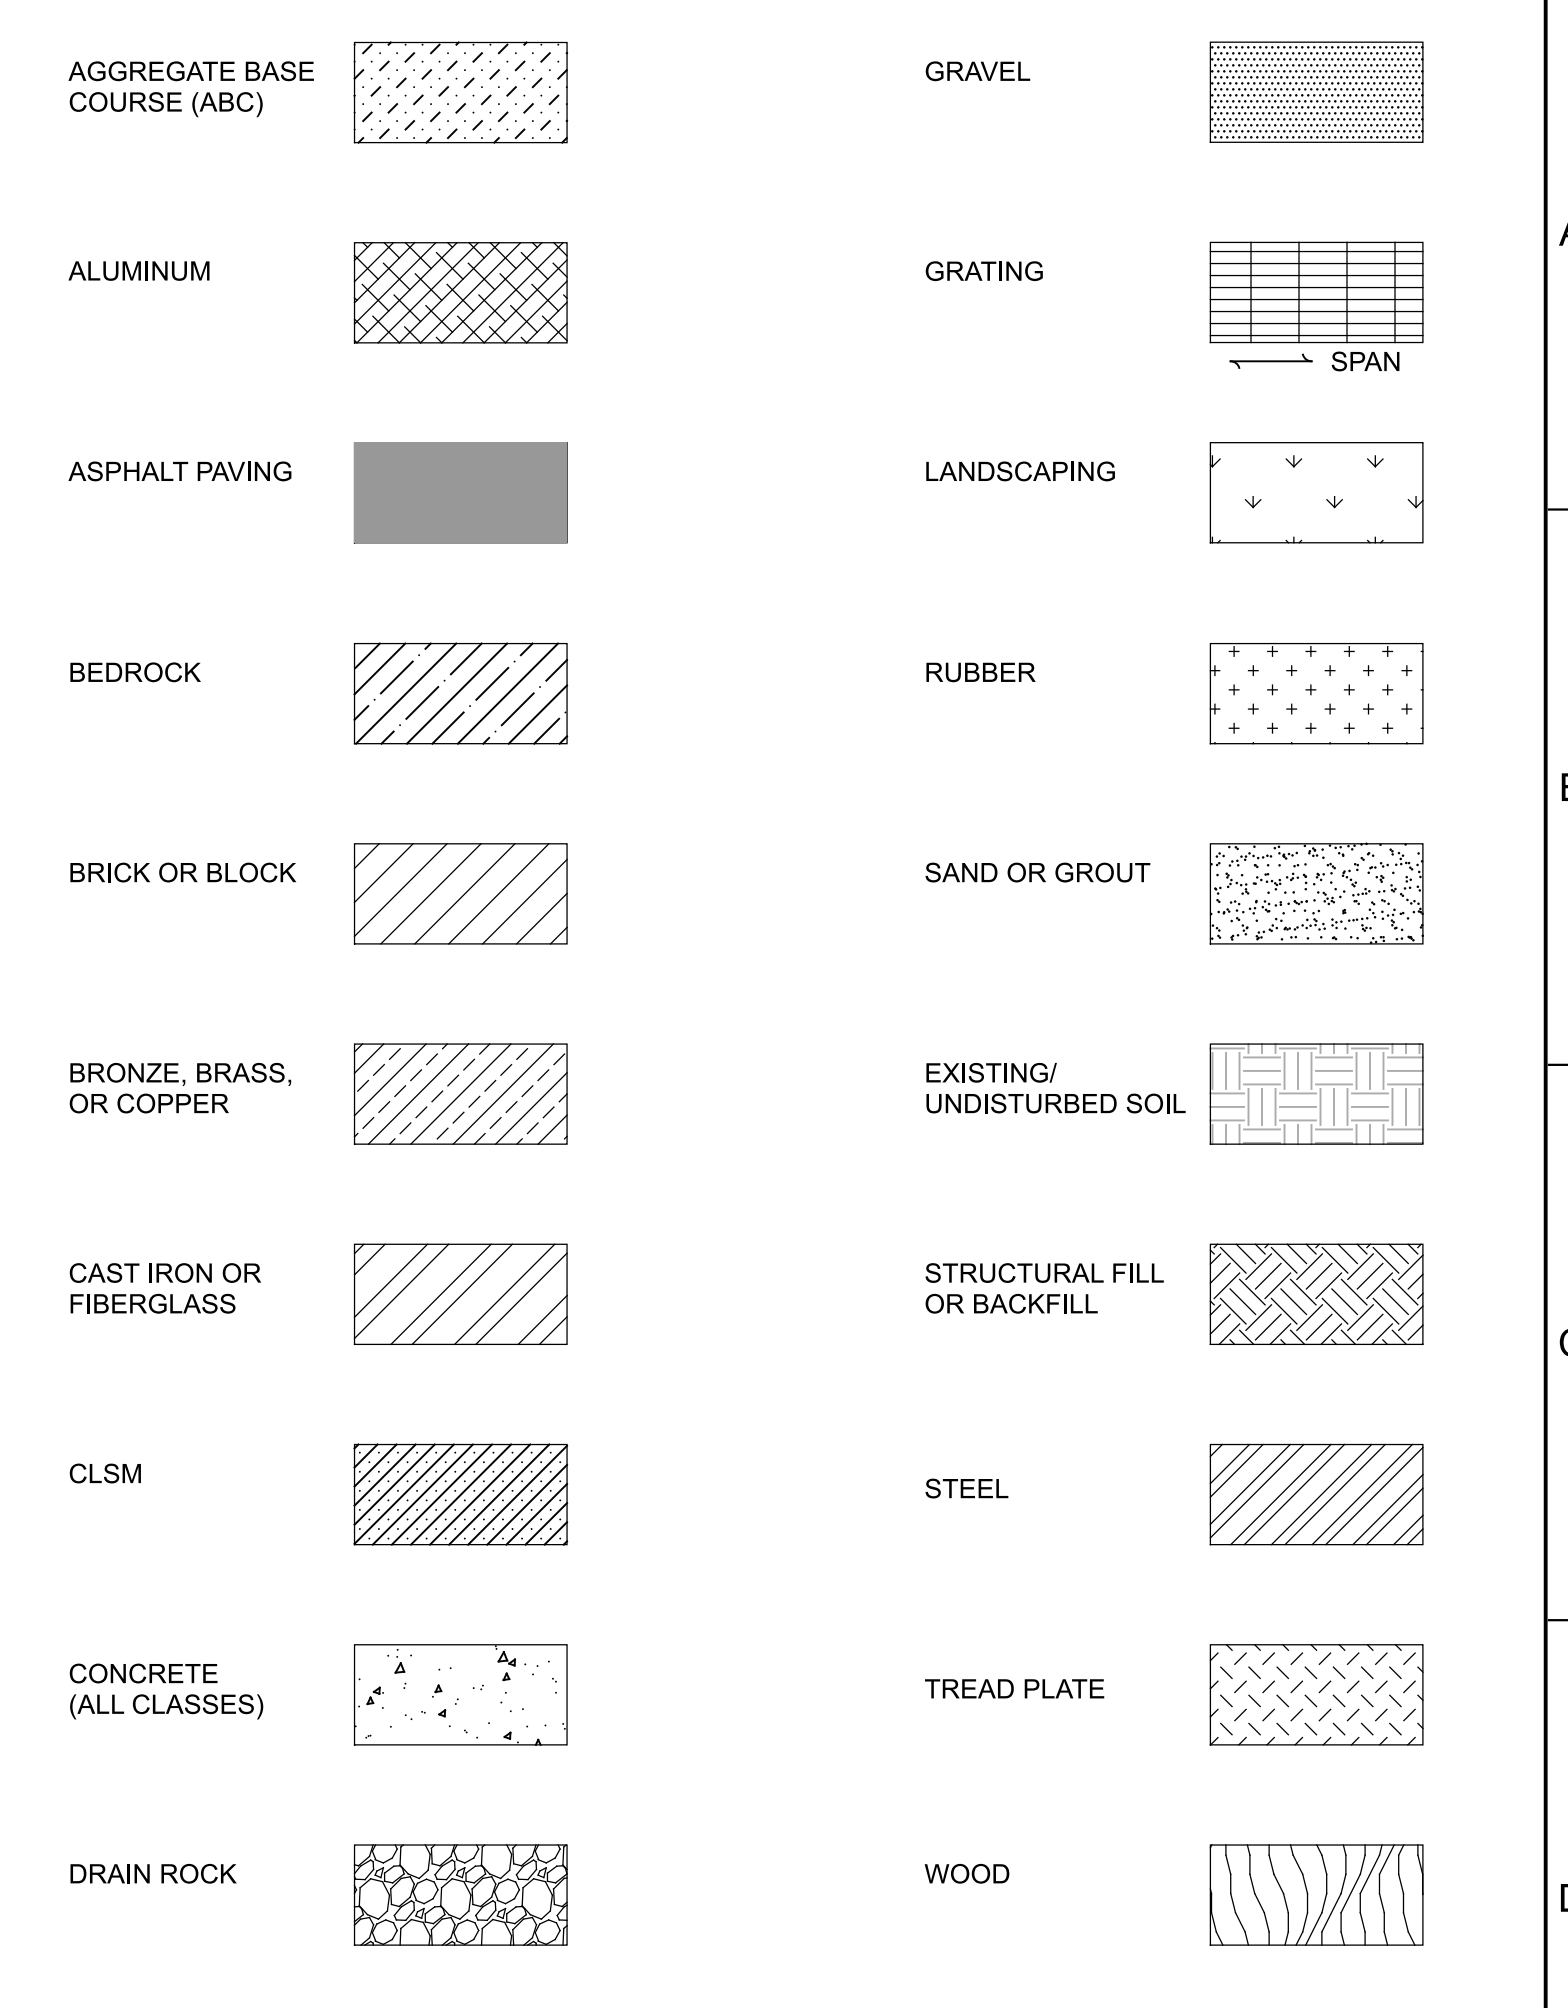 AGGREGATE BASE
COURSE (ABC)
ALUMINUM
ASPHALT PAVING
BEDROCK
BRICK OR BLOCK
BRONZE, BRASS,
OR COPPER
CAST IRON OR
FIBERGLASS
CLSM
CONCRETE
(ALL CLASSES)
DRAIN ROCK
GRAVEL
GRATING
SPAN
LANDSCAPING
RUBBER
SAND OR GROUT
EXISTING/
UNDISTURBED SOIL
STRUCTURAL FILL
OR BACKFILL
STEEL
TREAD PLATE
WOOD